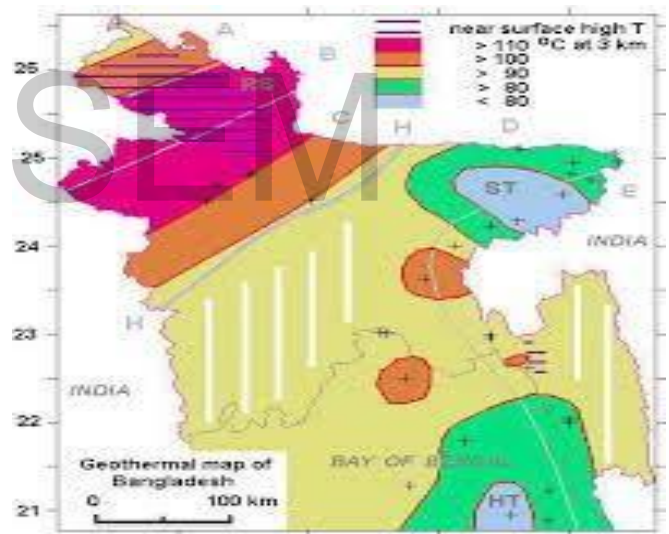 near surface high T
> 110 °C at 3 km
> 100
> 90
> 80
< 80
A
A
B
RS
C
H
D
E
ST
SEM
INDIA
H
INDIA
BAY OF BENGAL
HT
Geothermal map of
Bangladesh
0 100 km
26
25
24
23
22
21